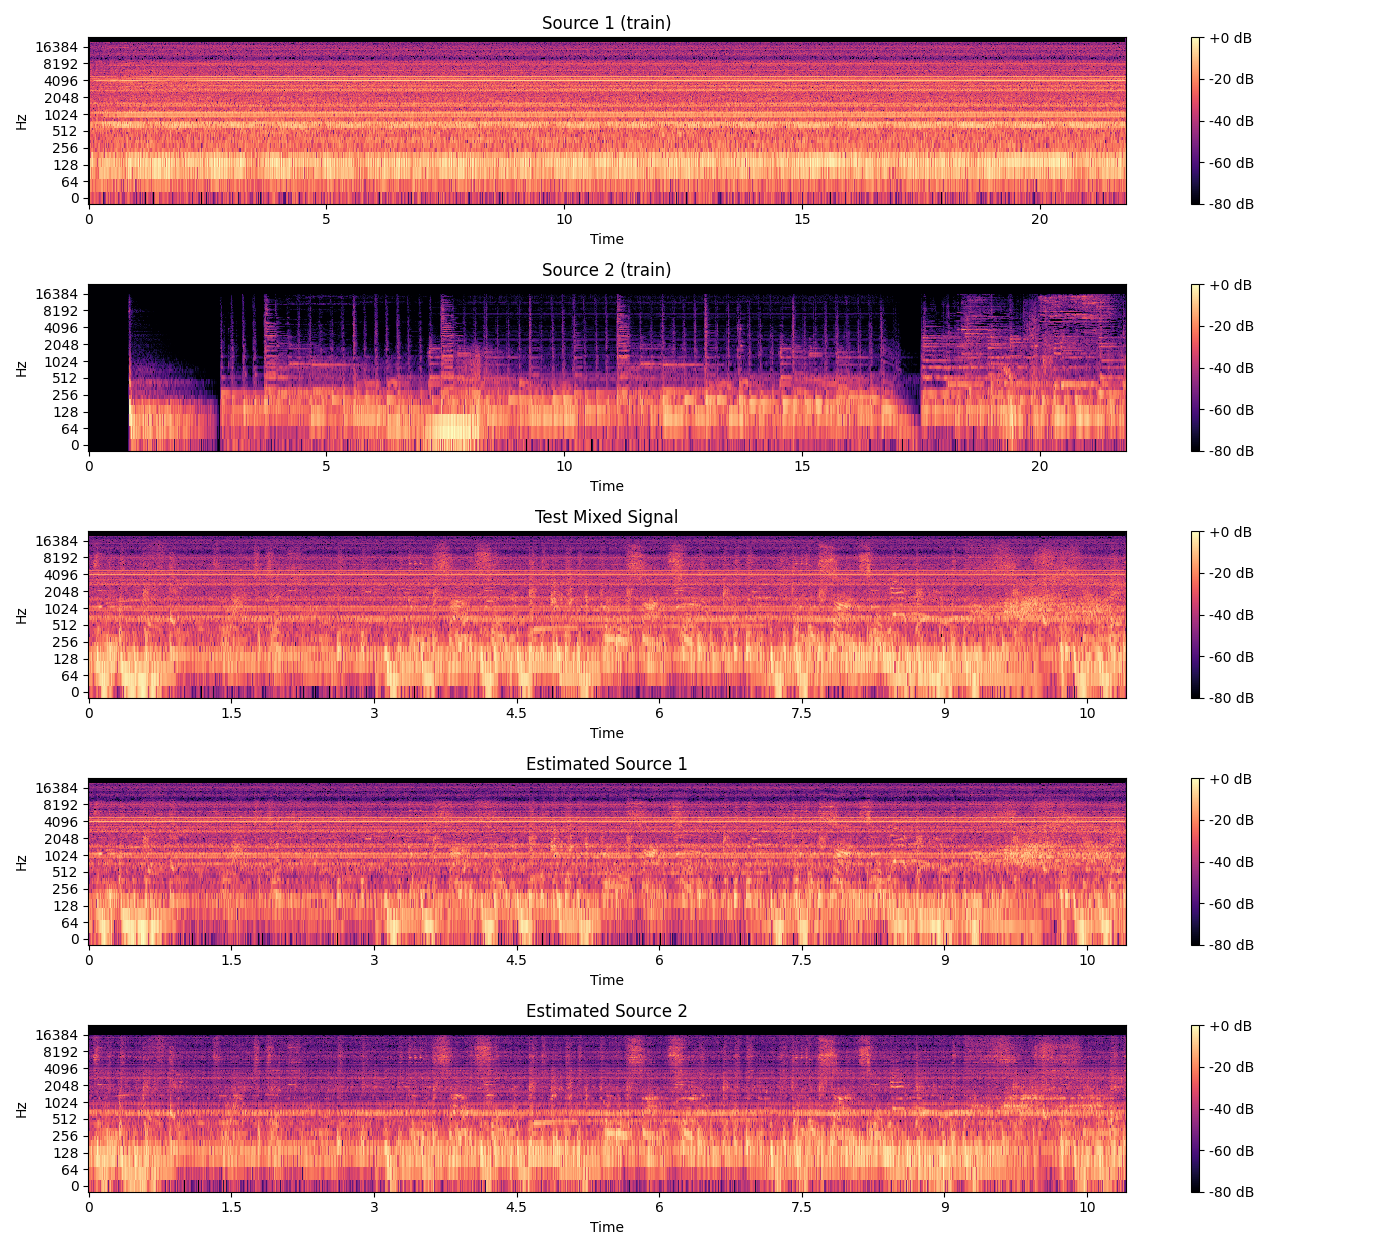 Source 1 (train)
Hz
16384
8192
4096
2048
1024
512
256
128
64
0
0 5 10 15 20
Time
+0 dB
-20 dB
-40 dB
-60 dB
-80 dB
Source 2 (train)
Hz
16384
8192
4096
2048
1024
512
256
128
64
0
0 5 10 15 20
Time
+0 dB
-20 dB
-40 dB
-60 dB
-80 dB
Test Mixed Signal
Hz
16384
8192
4096
2048
1024
512
256
128
64
0
0 1.5 3 4.5 6 7.5 9 10
Time
+0 dB
-20 dB
-40 dB
-60 dB
-80 dB
Estimated Source 1
Hz
16384
8192
4096
2048
1024
512
256
128
64
0
0 1.5 3 4.5 6 7.5 9 10
Time
+0 dB
-20 dB
-40 dB
-60 dB
-80 dB
Estimated Source 2
Hz
16384
8192
4096
2048
1024
512
256
128
64
0
0 1.5 3 4.5 6 7.5 9 10
Time
+0 dB
-20 dB
-40 dB
-60 dB
-80 dB